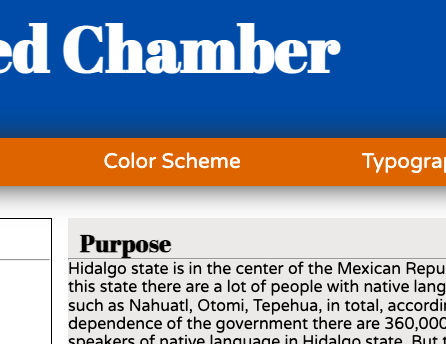 ed Chamber
Color Scheme Typogra
Purpose
Hidalgo state is in the center of the Mexican Repu
this state there are a lot of people with native lang
such as Nahuatl, Otomi, Tepehua, in total, accordi
dependence of the government there are 360,000
speakers of native language in Hidalgo state. But t